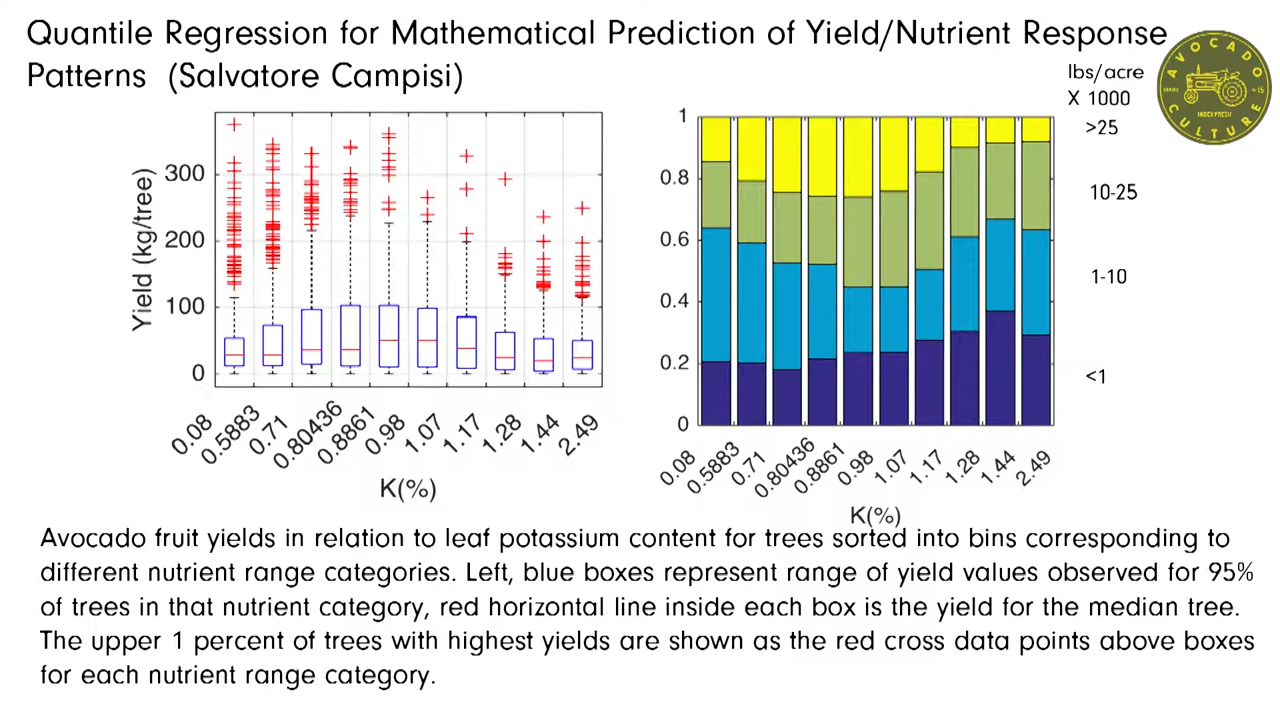 Quantile Regression for Mathematical Prediction of Yield/Nutrient Response
Patterns (Salvatore Campisi)
lbs/acre
X 1000
>25
10-25
1-10
<1
AVOCADO
CULTURE
SERIES
No 15
INDEX FRESH
Yield (kg/tree)
300
200
100
0
0.08
0.5883
0.71
0.80436
0.8861
0.98
1.07
1.17
1.28
1.44
2.49
K(%)
1
0.8
0.6
0.4
0.2
0
0.08
0.5883
0.71
0.80436
0.8861
0.98
1.07
1.17
1.28
1.44
2.49
K(%)
Avocado fruit yields in relation to leaf potassium content for trees sorted into bins corresponding to
different nutrient range categories. Left, blue boxes represent range of yield values observed for 95%
of trees in that nutrient category, red horizontal line inside each box is the yield for the median tree.
The upper 1 percent of trees with highest yields are shown as the red cross data points above boxes
for each nutrient range category.